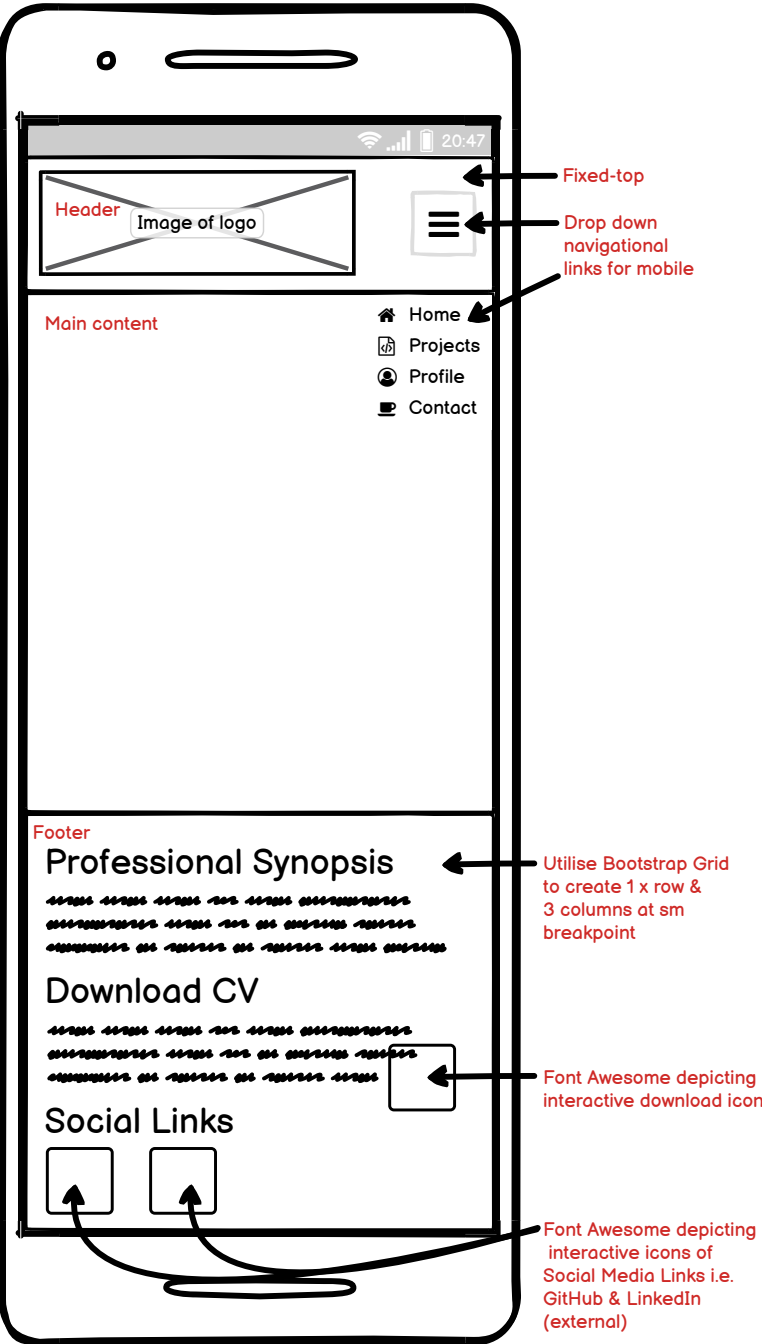 20:47
Fixed-top
Header
Image of logo
Drop down
navigational
links for mobile
Main content
Home
Projects
Profile
Contact
Footer
Professional Synopsis
Utilise Bootstrap Grid
to create 1 x row &
3 columns at sm
breakpoint
Download CV
Font Awesome depicting
interactive download icon
Social Links
Font Awesome depicting
interactive icons of
Social Media Links i.e.
GitHub & LinkedIn
(external)